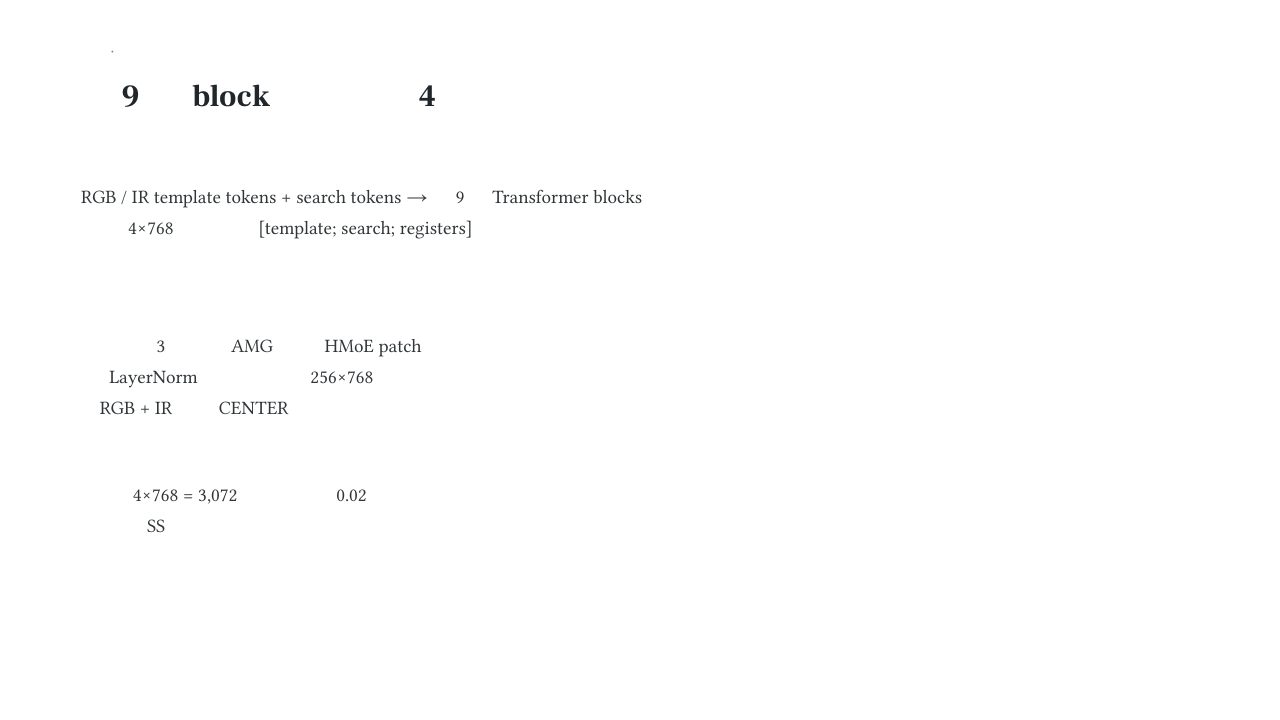 9 block 4
RGB / IR template tokens + search tokens → 9 Transformer blocks
4×768 [template; search; registers]
3 AMG HMoE patch
LayerNorm 256×768
RGB + IR CENTER
4×768 = 3,072 0.02
SS